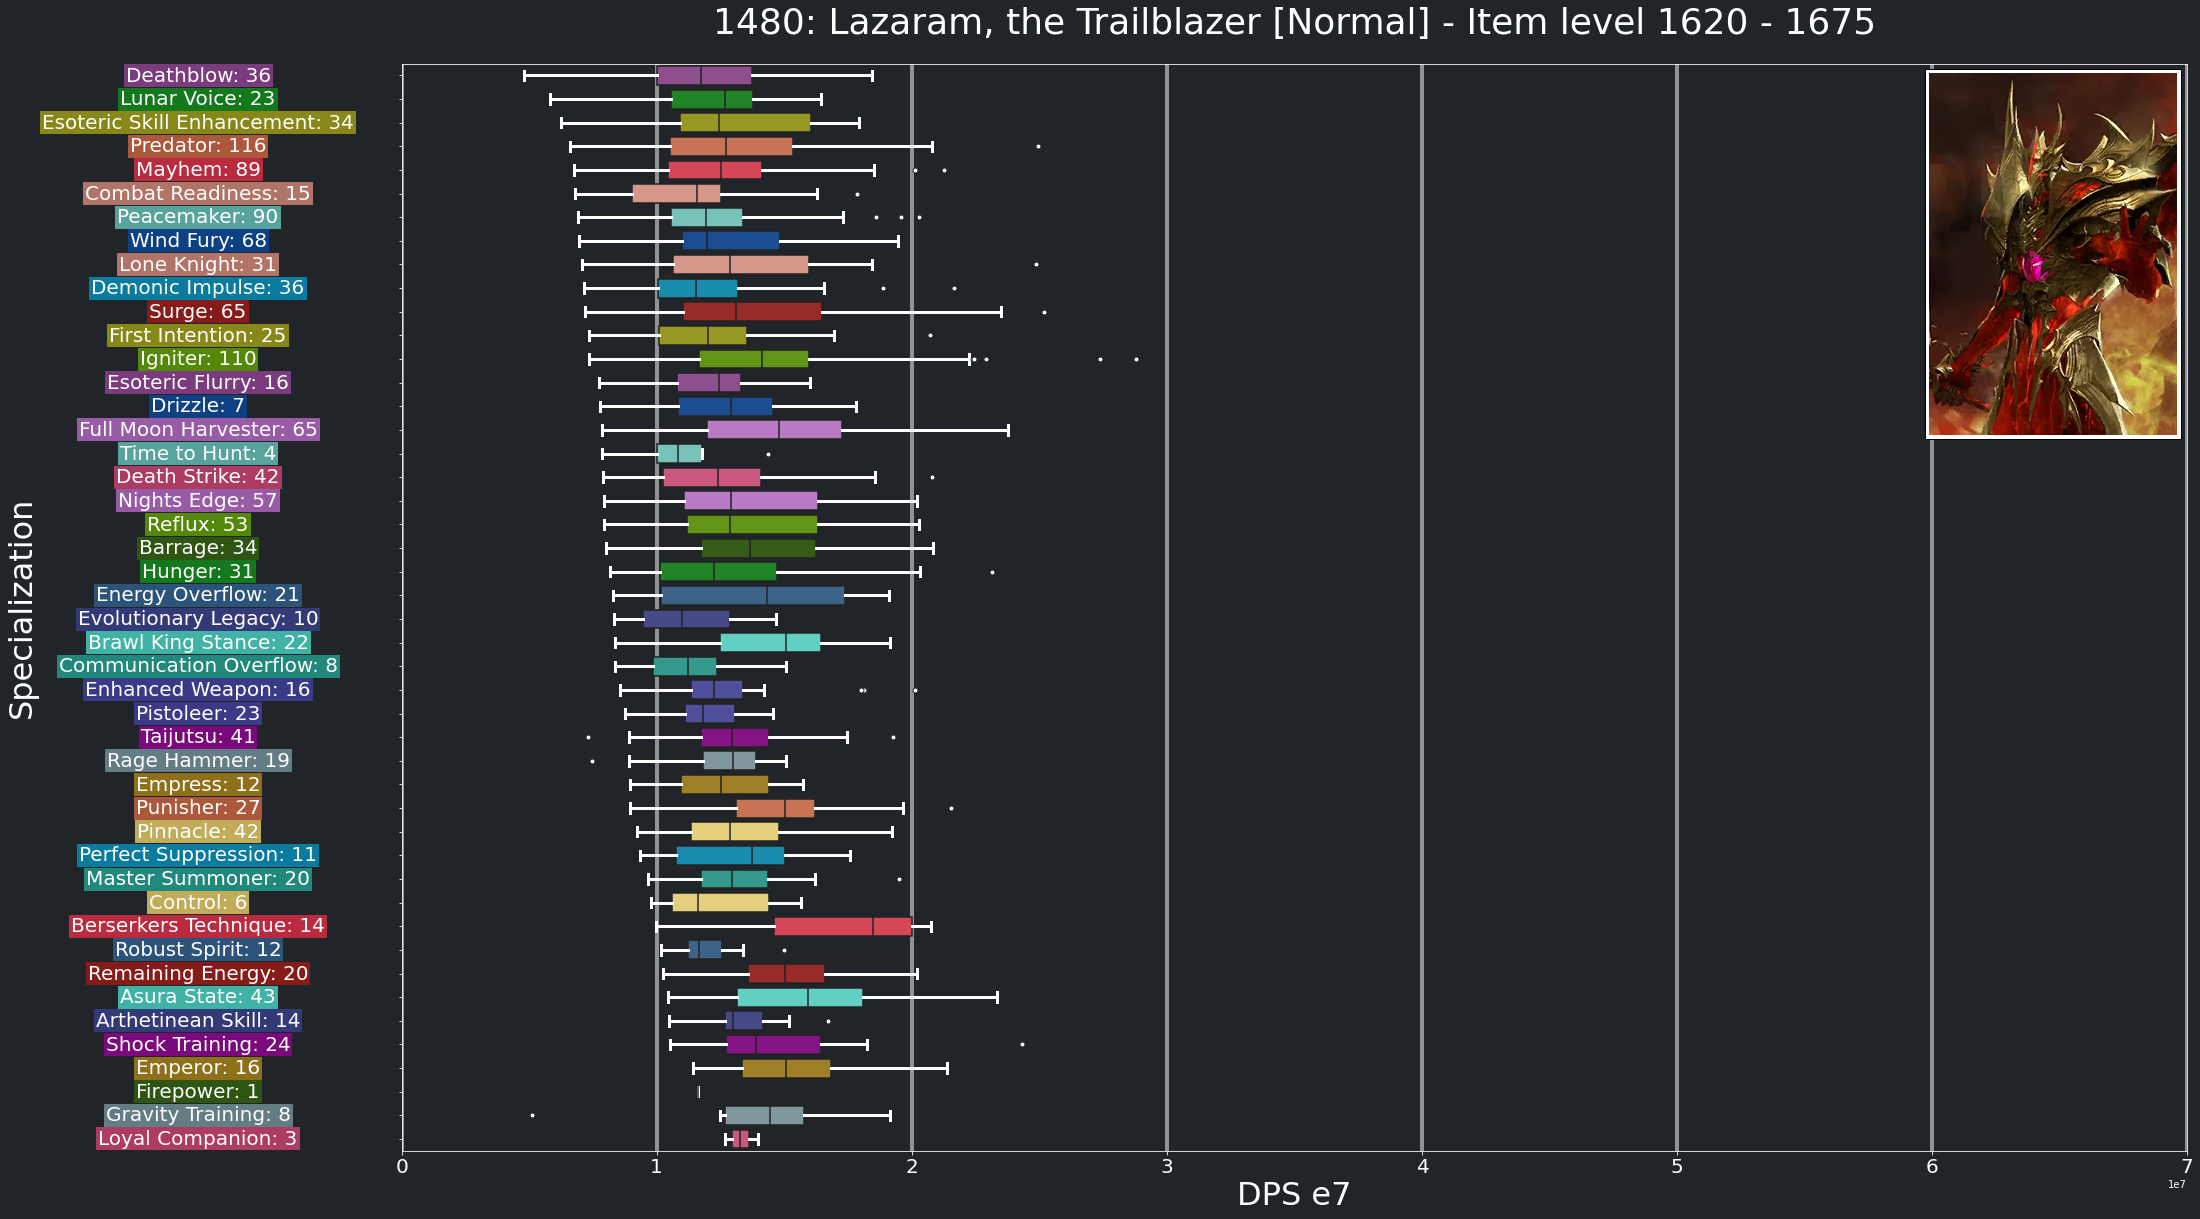 1480: Lazaram, the Trailblazer [Normal] - Item level 1620 - 1675
Specialization
Deathblow: 36
Lunar Voice: 23
Esoteric Skill Enhancement: 34
Predator: 116
Mayhem: 89
Combat Readiness: 15
Peacemaker: 90
Wind Fury: 68
Lone Knight: 31
Demonic Impulse: 36
Surge: 65
First Intention: 25
Igniter: 110
Esoteric Flurry: 16
Drizzle: 7
Full Moon Harvester: 65
Time to Hunt: 4
Death Strike: 42
Nights Edge: 57
Reflux: 53
Barrage: 34
Hunger: 31
Energy Overflow: 21
Evolutionary Legacy: 10
Brawl King Stance: 22
Communication Overflow: 8
Enhanced Weapon: 16
Pistoleer: 23
Taijutsu: 41
Rage Hammer: 19
Empress: 12
Punisher: 27
Pinnacle: 42
Perfect Suppression: 11
Master Summoner: 20
Control: 6
Berserkers Technique: 14
Robust Spirit: 12
Remaining Energy: 20
Asura State: 43
Arthetinean Skill: 14
Shock Training: 24
Emperor: 16
Firepower: 1
Gravity Training: 8
Loyal Companion: 3
0 1 2 3 4 5 6 7
1e7
DPS e7